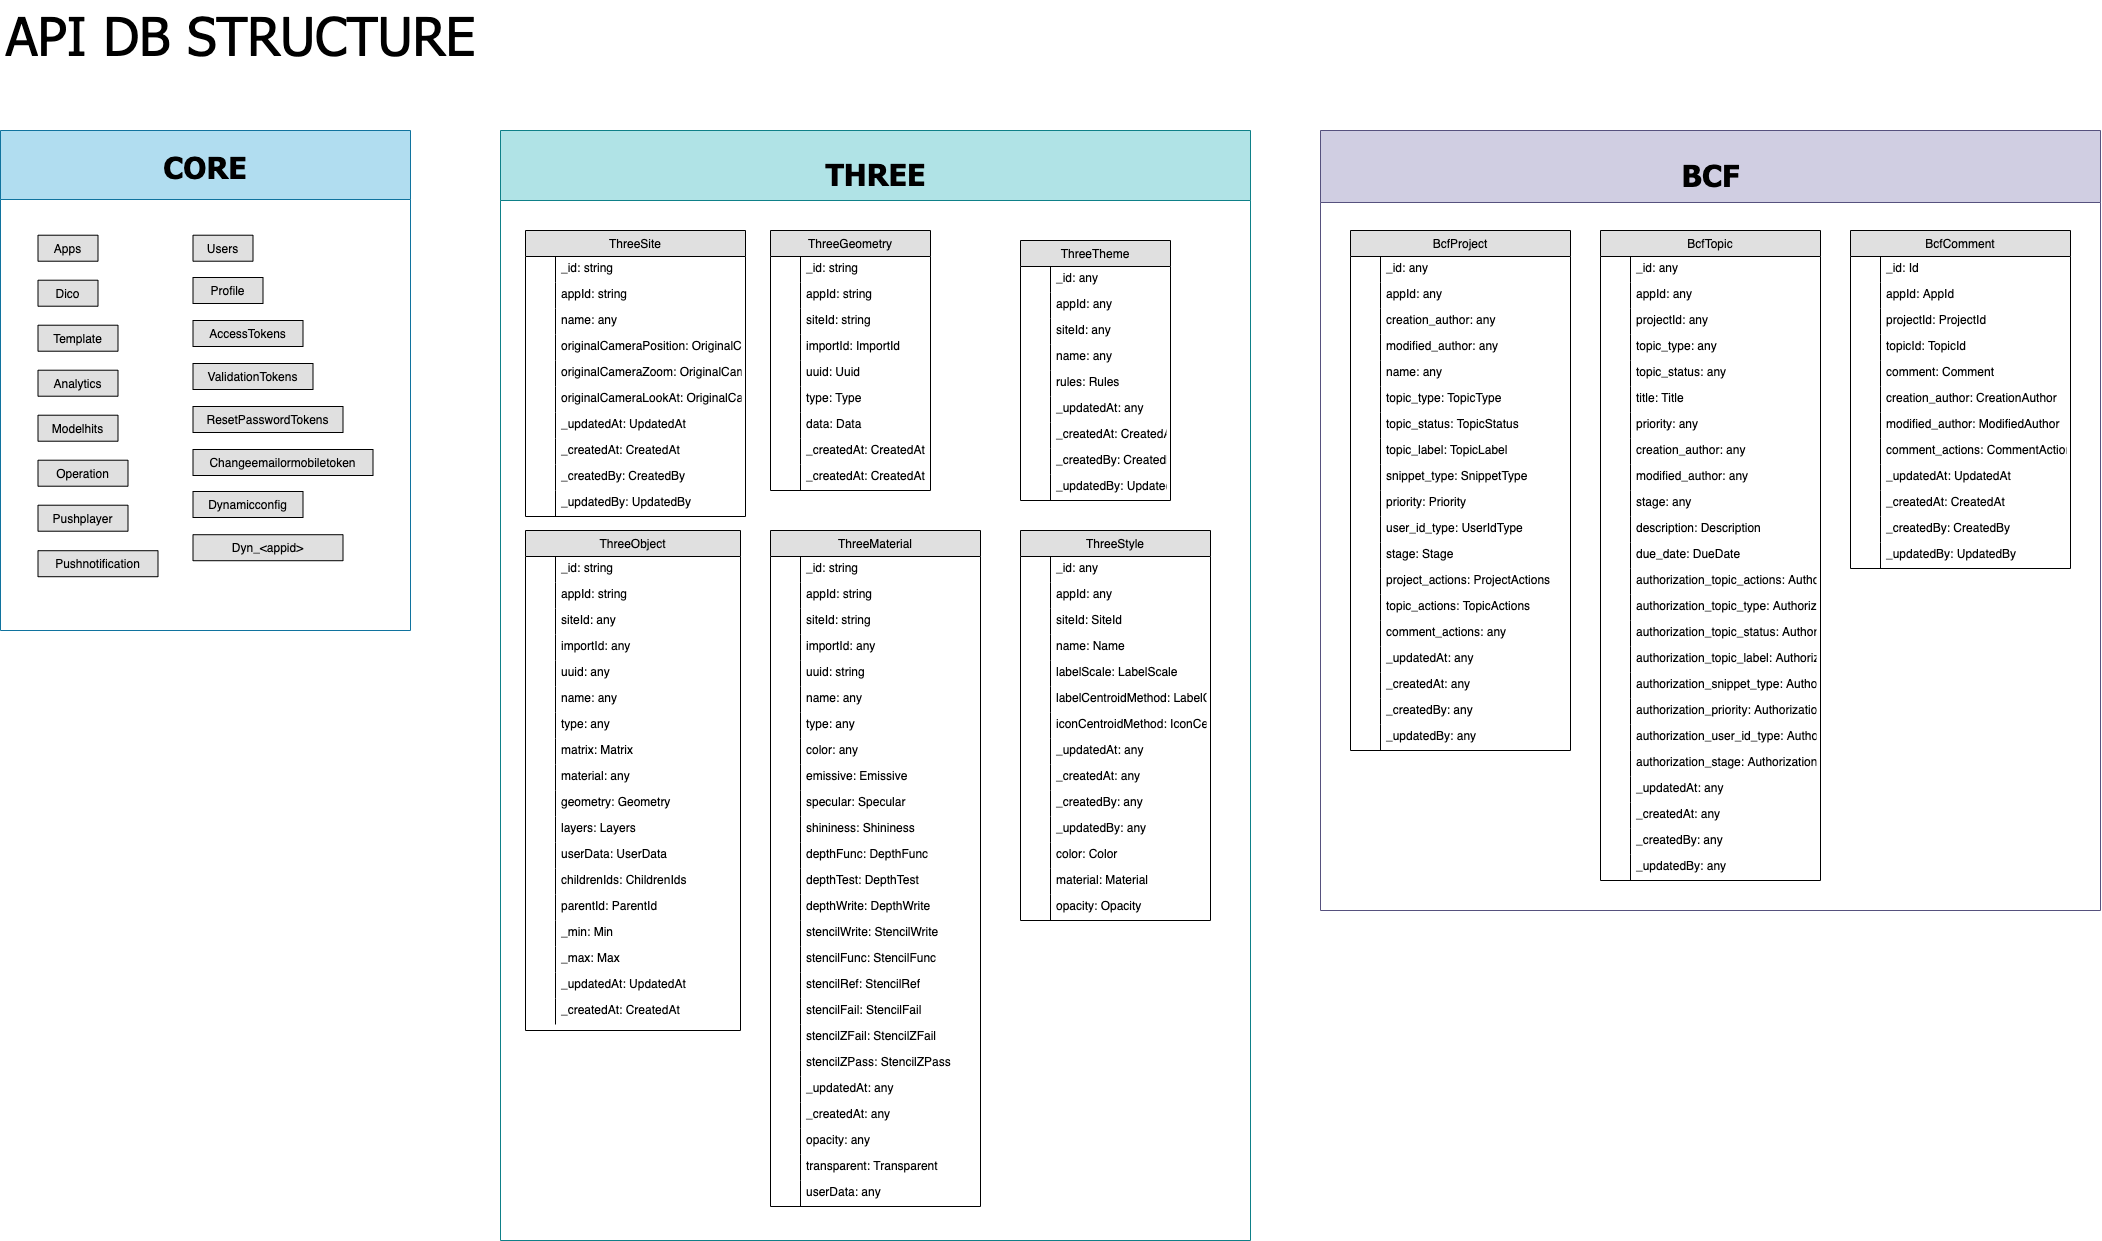 API DB STRUCTURE
CORE
Apps
Dico
Template
Analytics
Modelhits
Operation
Pushplayer
Pushnotification
Users
Profile
AccessTokens
ValidationTokens
ResetPasswordTokens
Changeemailormobiletoken
Dynamicconfig
Dyn_<appid>
THREE
ThreeSite
_id: string
appId: string
name: any
originalCameraPosition: OriginalC
originalCameraZoom: OriginalCan
originalCameraLookAt: OriginalCa
_updatedAt: UpdatedAt
_createdAt: CreatedAt
_createdBy: CreatedBy
_updatedBy: UpdatedBy
ThreeGeometry
_id: string
appId: string
siteId: string
importId: ImportId
uuid: Uuid
type: Type
data: Data
_createdAt: CreatedAt
_createdAt: CreatedAt
ThreeTheme
_id: any
appId: any
siteId: any
name: any
rules: Rules
_updatedAt: any
_createdAt: Created
_createdBy: Created
_updatedBy: Update
ThreeObject
_id: string
appId: string
siteId: any
importId: any
uuid: any
name: any
type: any
matrix: Matrix
material: any
geometry: Geometry
layers: Layers
userData: UserData
childrenIds: ChildrenIds
parentId: ParentId
_min: Min
_max: Max
_updatedAt: UpdatedAt
_createdAt: CreatedAt
ThreeMaterial
_id: string
appId: string
siteId: string
importId: any
uuid: string
name: any
type: any
color: any
emissive: Emissive
specular: Specular
shininess: Shininess
depthFunc: DepthFunc
depthTest: DepthTest
depthWrite: DepthWrite
stencilWrite: StencilWrite
stencilFunc: StencilFunc
stencilRef: StencilRef
stencilFail: StencilFail
stencilZFail: StencilZFail
stencilZPass: StencilZPass
_updatedAt: any
_createdAt: any
opacity: any
transparent: Transparent
userData: any
ThreeStyle
_id: any
appId: any
siteId: SiteId
name: Name
labelScale: LabelScale
labelCentroidMethod: LabelC
iconCentroidMethod: IconCe
_updatedAt: any
_createdAt: any
_createdBy: any
_updatedBy: any
color: Color
material: Material
opacity: Opacity
BCF
BcfProject
_id: any
appId: any
creation_author: any
modified_author: any
name: any
topic_type: TopicType
topic_status: TopicStatus
topic_label: TopicLabel
snippet_type: SnippetType
priority: Priority
user_id_type: UserIdType
stage: Stage
project_actions: ProjectActions
topic_actions: TopicActions
comment_actions: any
_updatedAt: any
_createdAt: any
_createdBy: any
_updatedBy: any
BcfTopic
_id: any
appId: any
projectId: any
topic_type: any
topic_status: any
title: Title
priority: any
creation_author: any
modified_author: any
stage: any
description: Description
due_date: DueDate
authorization_topic_actions: Autho
authorization_topic_type: Authoriz
authorization_topic_status: Author
authorization_topic_label: Authoriz
authorization_snippet_type: Autho
authorization_priority: Authorizatio
authorization_user_id_type: Autho
authorization_stage: Authorization
_updatedAt: any
_createdAt: any
_createdBy: any
_updatedBy: any
BcfComment
_id: Id
appId: AppId
projectId: ProjectId
topicId: TopicId
comment: Comment
creation_author: CreationAuthor
modified_author: ModifiedAuthor
comment_actions: CommentActio
_updatedAt: UpdatedAt
_createdAt: CreatedAt
_createdBy: CreatedBy
_updatedBy: UpdatedBy